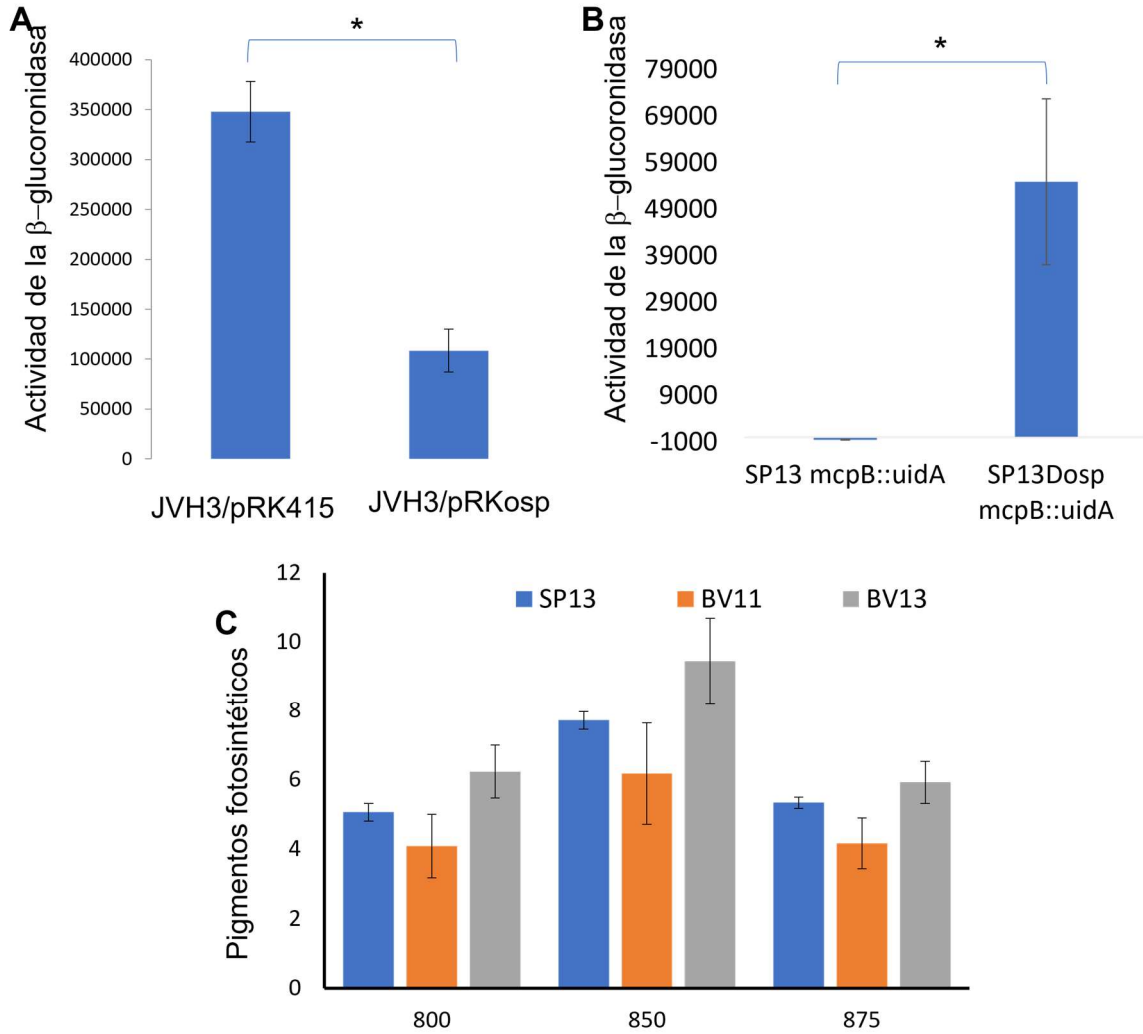 A
*
Actividad de la β–glucoronidasa
400000
350000
300000
250000
200000
150000
100000
50000
0
JVH3/pRK415
JVH3/pRKosp
B
*
Actividad de la β–glucoronidasa
79000
69000
59000
49000
39000
29000
19000
9000
-1000
SP13 mcpB::uidA
SP13Dosp
mcpB::uidA
C
SP13
BV11
BV13
Pigmentos fotosintéticos
12
10
8
6
4
2
0
800
850
875